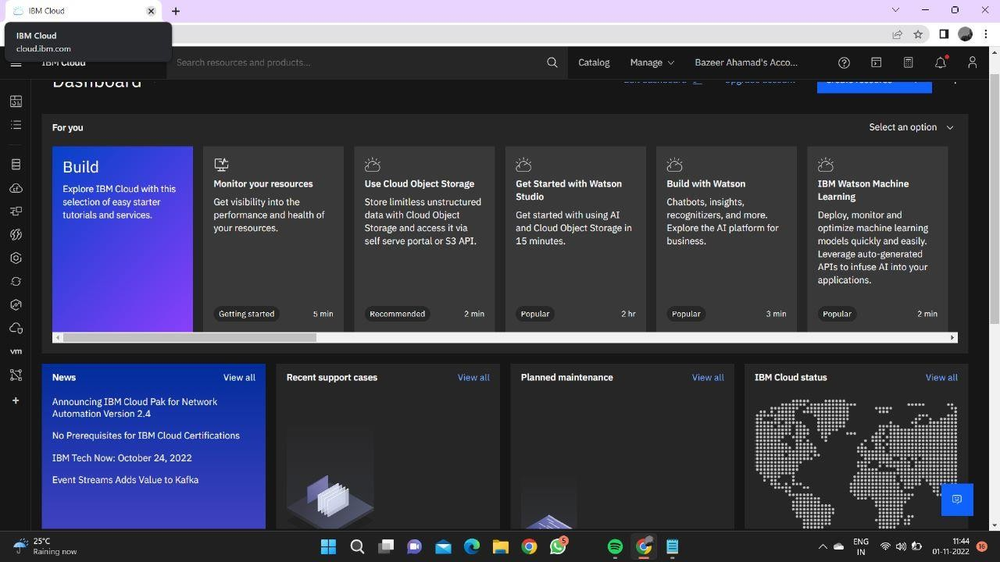 IBM Cloud
IBM Cloud
cloud.ibm.com
IBM Cloud
Search resources and products...
Catalog
Manage
Bazeer Ahamad's Acco...
Dashboard
Edit dashboard
Upgrade account
Create resource
For you
Select an option
Build
Explore IBM Cloud with this
selection of easy starter
tutorials and services.
Monitor your resources
Get visibility into the
performance and health of
your resources.
Getting started
5 min
Use Cloud Object Storage
Store limitless unstructured
data with Cloud Object
Storage and access it via
self serve portal or S3 API.
Recommended
2 min
Get Started with Watson
Studio
Get started with using AI
and Cloud Object Storage in
15 minutes.
Popular
2 hr
Build with Watson
Chatbots, insights,
recognitizers, and more.
Explore the AI platform for
business.
Popular
3 min
IBM Watson Machine
Learning
Deploy, monitor and
optimize machine learning
models quickly and easily.
Leverage auto-generated
APIs to infuse AI into your
applications.
Popular
2 min
vm
News
View all
Announcing IBM Cloud Pak for Network
Automation Version 2.4
No Prerequisites for IBM Cloud Certifications
IBM Tech Now: October 24, 2022
Event Streams Adds Value to Kafka
Recent support cases
View all
Planned maintenance
View all
IBM Cloud status
View all
25°C
Raining now
5
ENG
IN
11:44
01-11-2022
16